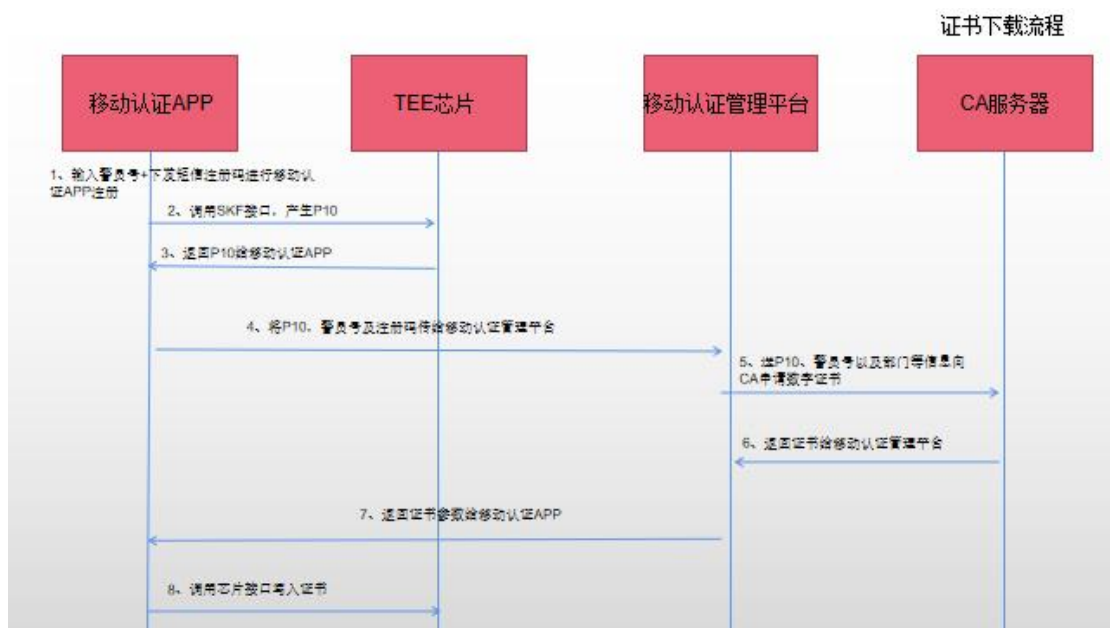 证书下载流程
移动认证APP
TEE芯片
移动认证管理平台
CA服务器
1、输入警员号+下发短信注册码进行移动认
证APP注册
2、调用SKF接口，产生P10
3、返回P10给移动认证APP
4、将P10、警员号及注册码传给移动认证管理平台
5、送P10、警员号以及部门等信息向
CA申请数字证书
6、返回证书给移动认证管理平台
7、返回证书参数给移动认证APP
8、调用芯片接口写入证书